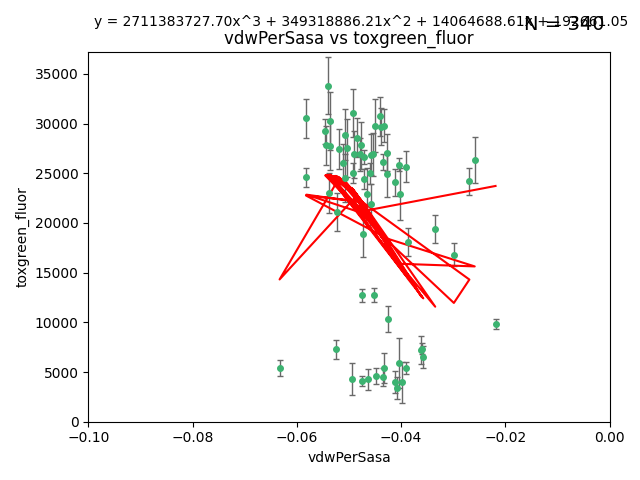 y = 2711383727.70x^3 + 349318886.21x^2 + 14064688.61x +
N = 340
vdwPerSasa vs toxgreen_fluor
35000
30000
25000
20000
15000
10000
5000
0
toxgreen_fluor
−0.10
−0.08
−0.06
−0.04
−0.02
0.00
vdwPerSasa